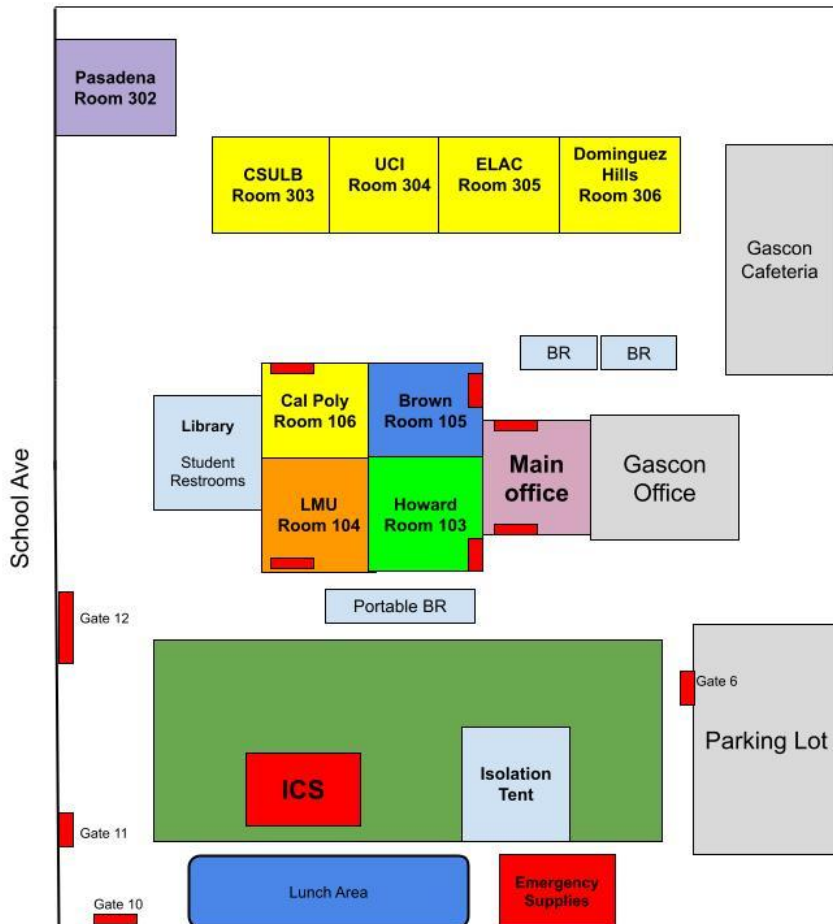 Pasadena
Room 302
CSULB
Room 303
UCI
Room 304
ELAC
Room 305
Dominguez
Hills
Room 306
Gascon
Cafeteria
BR
BR
Library
Student
Restrooms
Cal Poly
Room 106
Brown
Room 105
Main
office
Gascon
Office
LMU
Room 104
Howard
Room 103
School Ave
Portable BR
Gate 12
Gate 6
Parking Lot
ICS
Isolation
Tent
Gate 11
Lunch Area
Emergency
Supplies
Gate 10